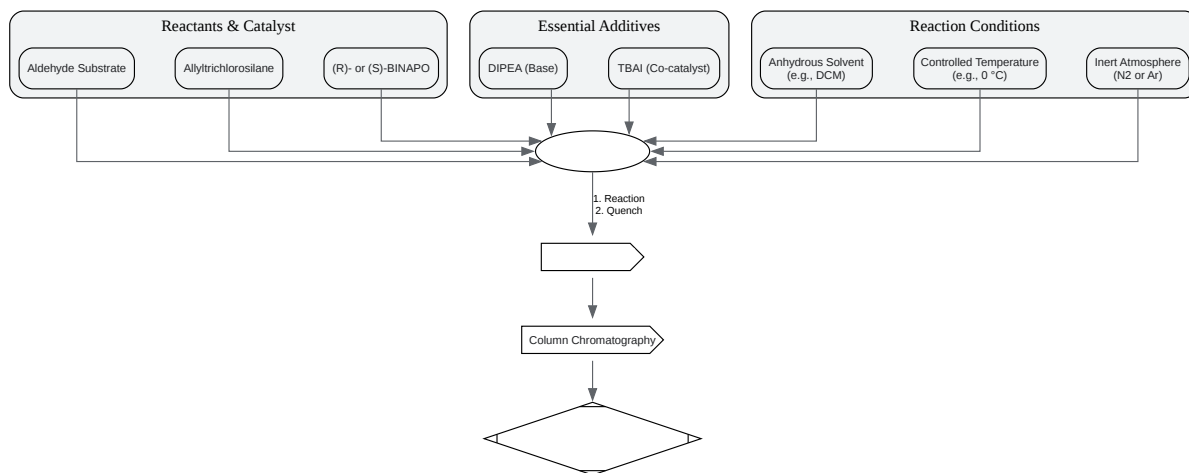 Reactants & Catalyst
Aldehyde Substrate
Allyltrichlorosilane
(R)- or (S)-BINAPO
Essential Additives
DIPEA (Base)
TBAI (Co-catalyst)
Reaction Conditions
Anhydrous Solvent
(e.g., DCM)
Controlled Temperature
(e.g., 0 °C)
Inert Atmosphere
(N2 or Ar)
1. Reaction
2. Quench
Column Chromatography